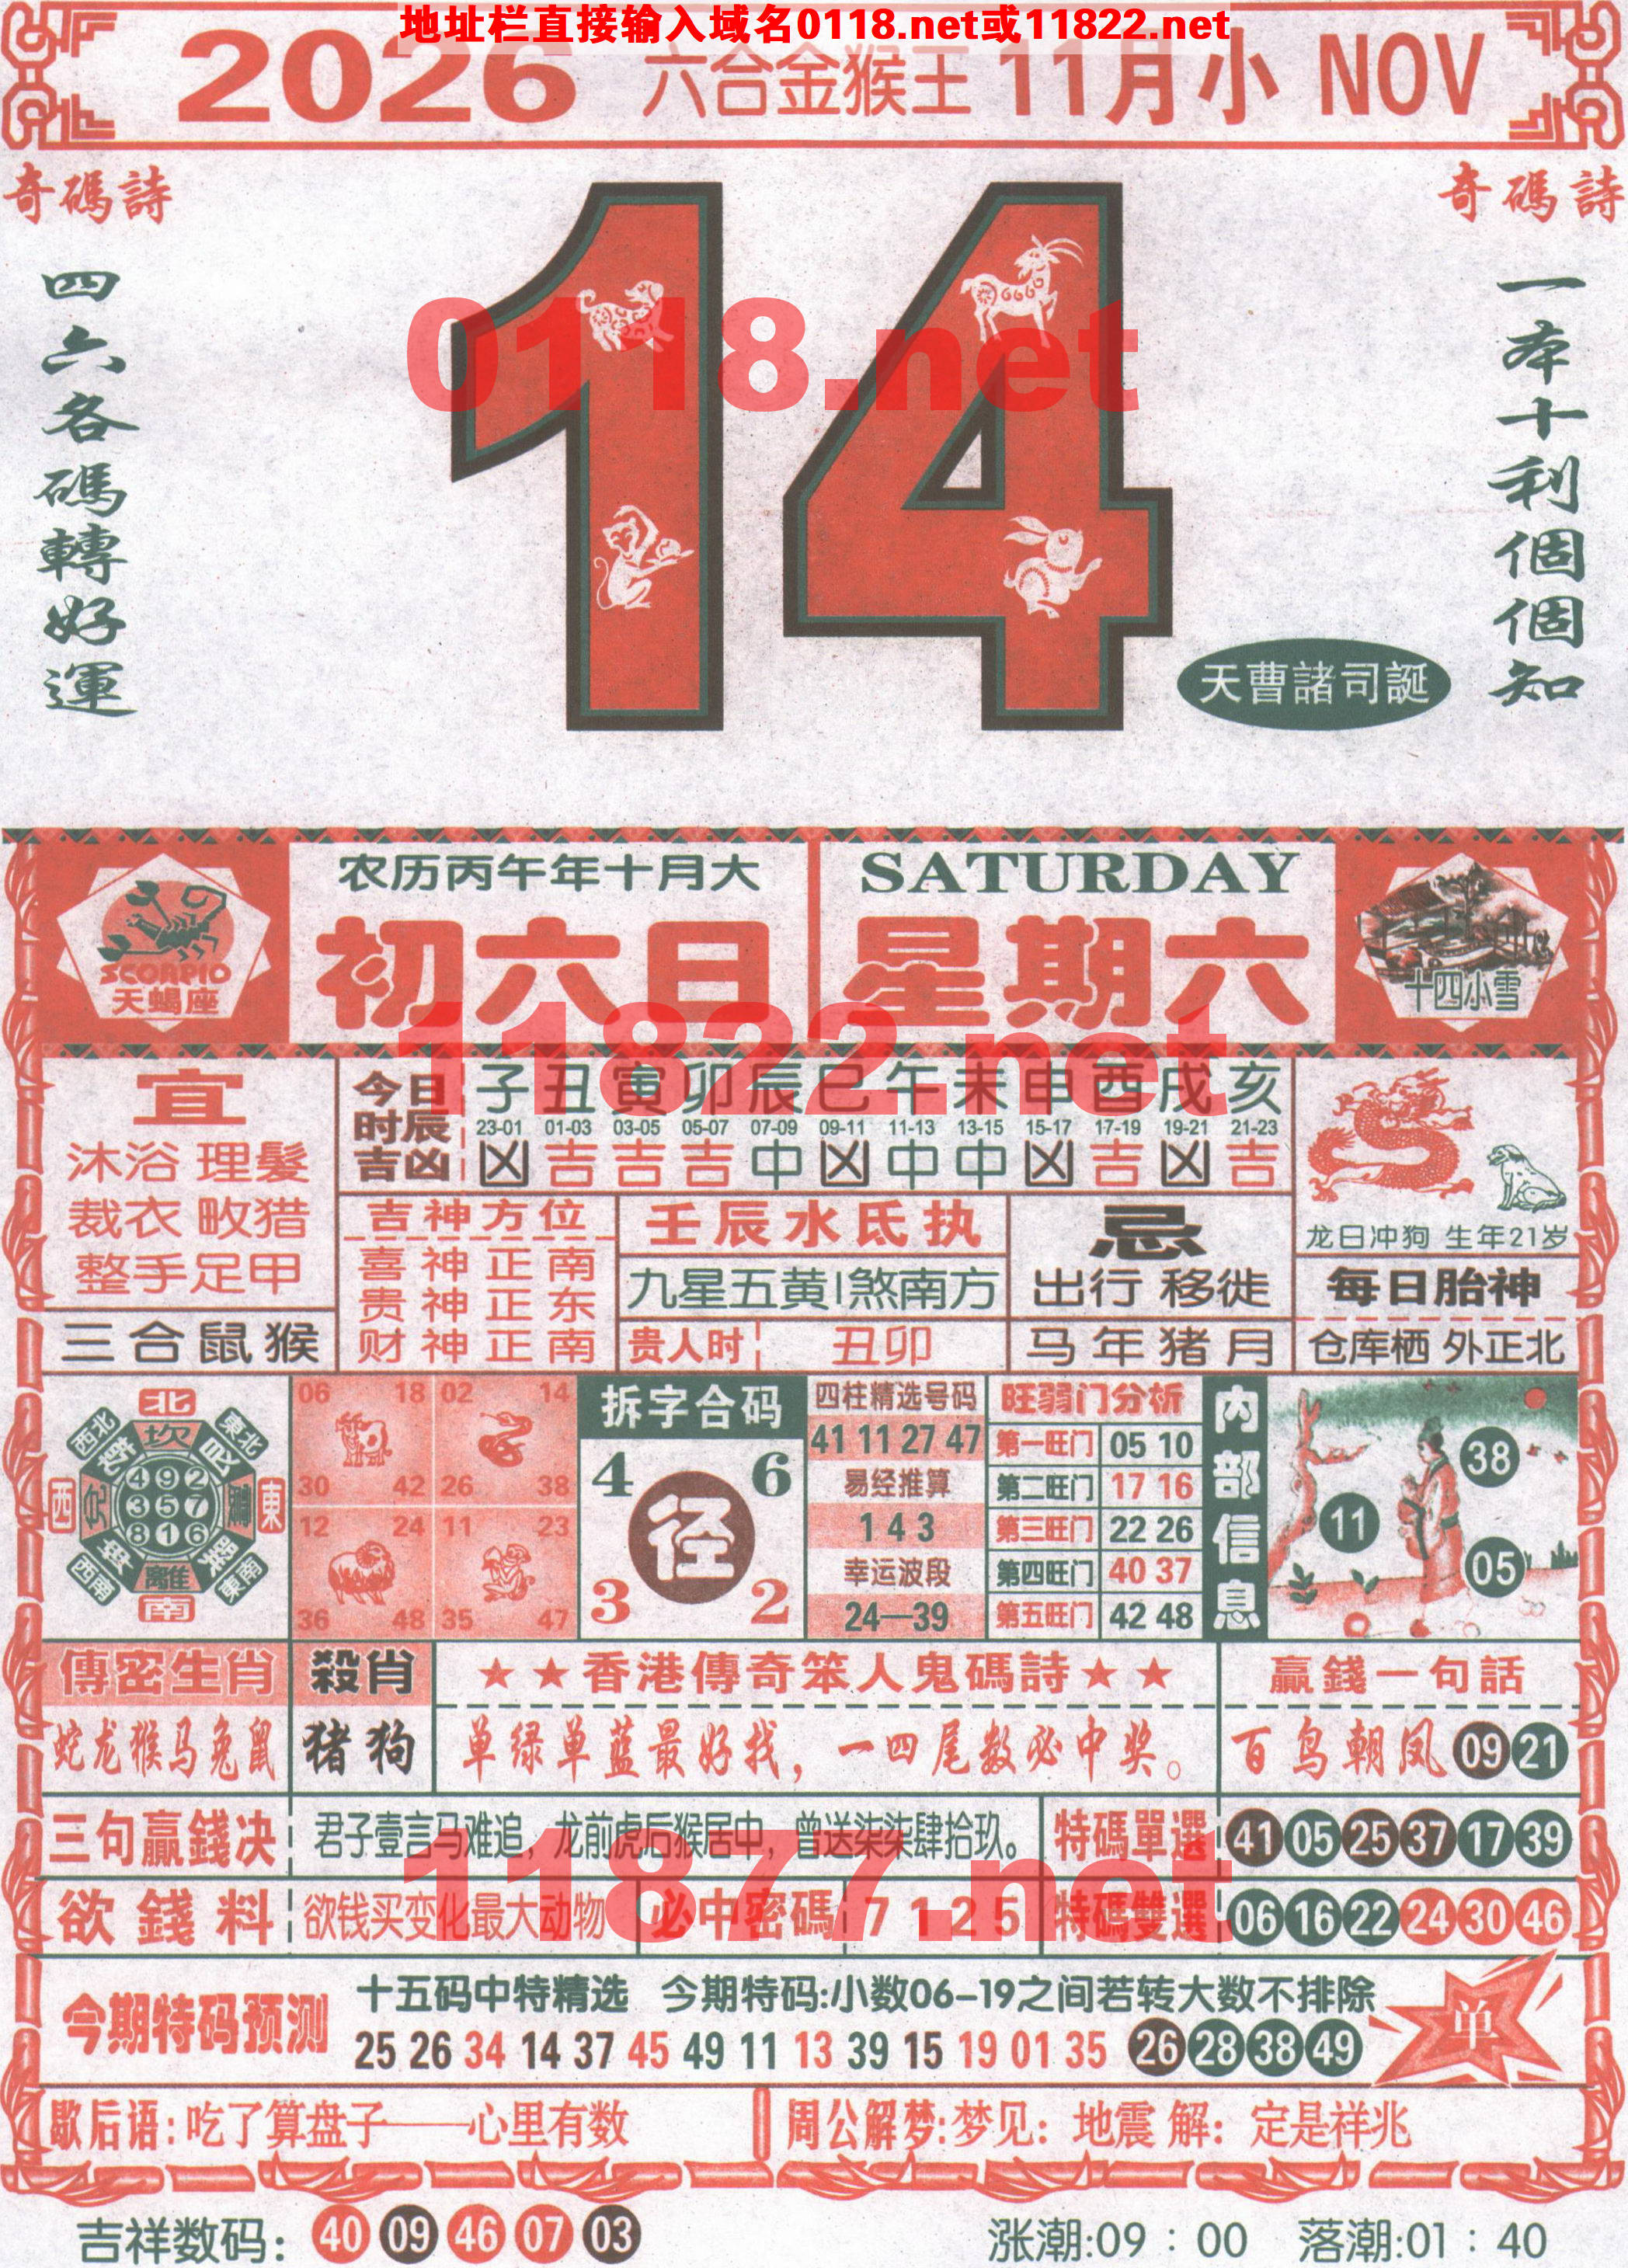 地址栏直接输入域名0118.net或11822.net
2026 六合金猴王 11月小 NOV
奇碼詩
四六各碼轉好運
14
0118.net
奇碼詩
一本十利個個知
天曹諸司誕
SCORPIO
天蝎座
农历丙午年十月大
初六日
SATURDAY
星期六
十四小雪
11822.net
宜
沐浴 理髮
裁衣 畋猎
整手足甲
三合鼠猴
今日时辰吉凶
子 丑 寅 卯 辰 巳 午 未 申 酉 戌 亥
23-01 01-03 03-05 05-07 07-09 09-11 11-13 13-15 15-17 17-19 19-21 21-23
凶 吉 吉 吉 中 凶 中 中 凶 吉 凶 吉
吉神方位
喜神正南
贵神正东
财神正南
壬辰水氐执
九星五黄 煞南方
贵人时 丑卯
忌
出行 移徙
马年猪月
龙日冲狗 生年21岁
每日胎神
仓库栖 外正北
北
西北 東北
坎
西 東
兌
4 9 2
3 5 7
8 1 6
離
西南 東南
南
06 18 02 14
30 42 26 38
12 24 11 23
36 48 35 47
拆字合码
4 6
径
3 2
四柱精选号码
41 11 27 47
易经推算
1 4 3
幸运波段
24—39
旺弱门分析
第一旺门 05 10
第二旺门 17 16
第三旺门 22 26
第四旺门 40 37
第五旺门 42 48
内部信息
38
11
05
傳密生肖
蛇龙猴马兔鼠
殺肖
猪狗
★★香港傳奇笨人鬼碼詩★★
单绿单蓝最好找，一四尾数必中奖。
贏錢一句話
百鸟朝凤 09 21
三句贏錢决
君子壹言马难追，龙前虎后猴居中，曾送柒柒肆拾玖。
特碼單選 41 05 25 37 17 39
11877.net
欲錢料
欲钱买变化最大动物
必中密碼 7 1 2 5
特碼雙選 06 16 22 24 30 46
今期特码预测
十五码中特精选 今期特码:小数06-19之间若转大数不排除
25 26 34 14 37 45 49 11 13 39 15 19 01 35 26 28 38 49
单
歇后语:吃了算盘子——心里有数
周公解梦:梦见：地震 解：定是祥兆
吉祥数码：40 09 46 07 03
涨潮:09：00 落潮:01：40